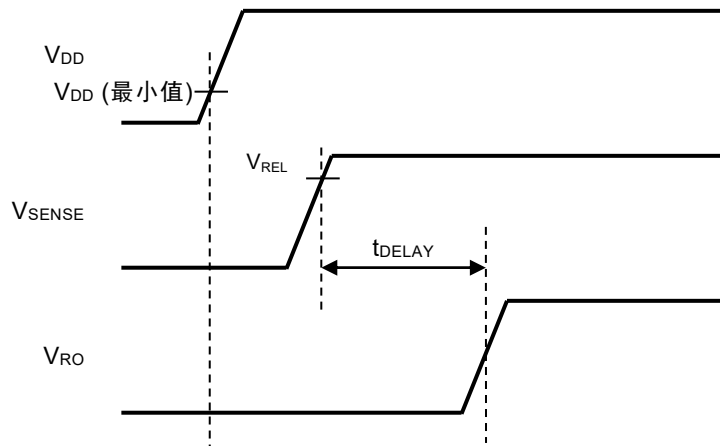 VDD
VDD (最小值)
VREL
VSENSE
tDELAY
VRO